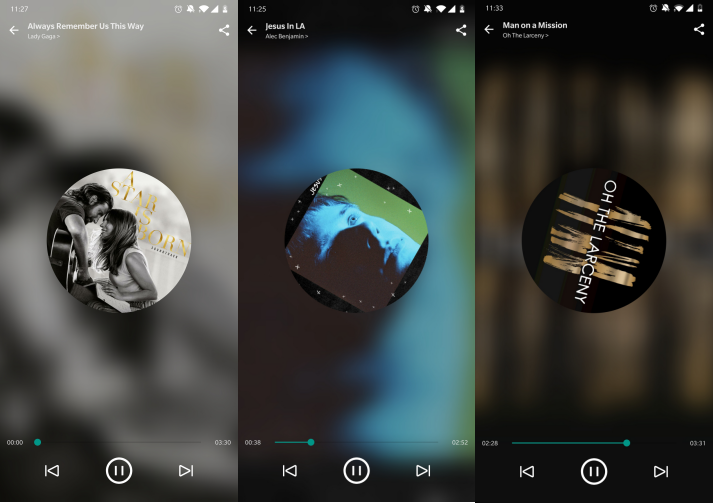 11:27
Always Remember Us This Way
Lady Gaga >
A
STAR
IS
BORN
SOUNDTRACK
00:00
03:30
11:25
Jesus In LA
Alec Benjamin >
00:38
02:52
11:33
Man on a Mission
Oh The Larceny >
OH THE LARCENY
02:28
03:31